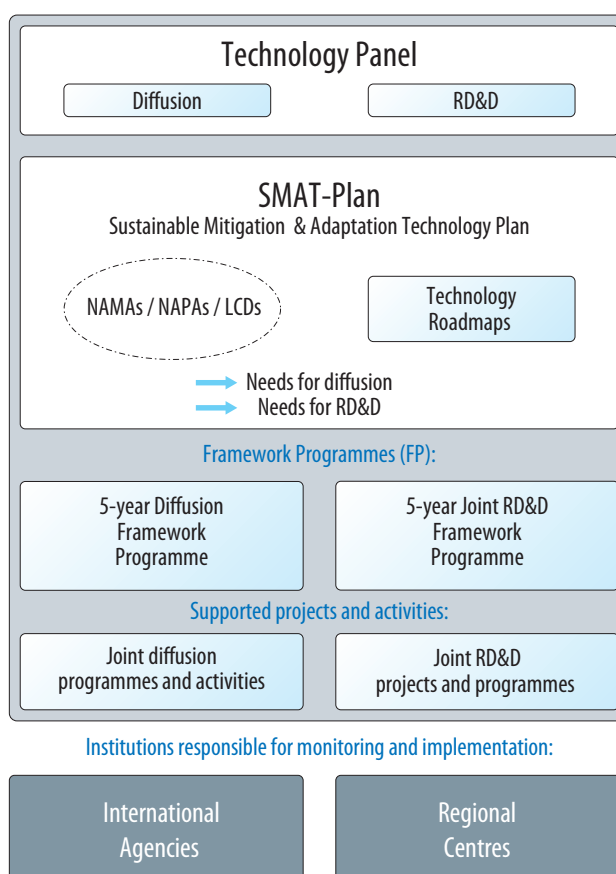 Technology Panel
Diffusion
RD&D
SMAT-Plan
Sustainable Mitigation & Adaptation Technology Plan
NAMAs / NAPAs / LCDs
Technology
Roadmaps
Needs for diffusion
Needs for RD&D
Framework Programmes (FP):
5-year Diffusion
Framework
Programme
5-year Joint RD&D
Framework
Programme
Supported projects and activities:
Joint diffusion
programmes and activities
Joint RD&D
projects and programmes
Institutions responsible for monitoring and implementation:
International
Agencies
Regional
Centres